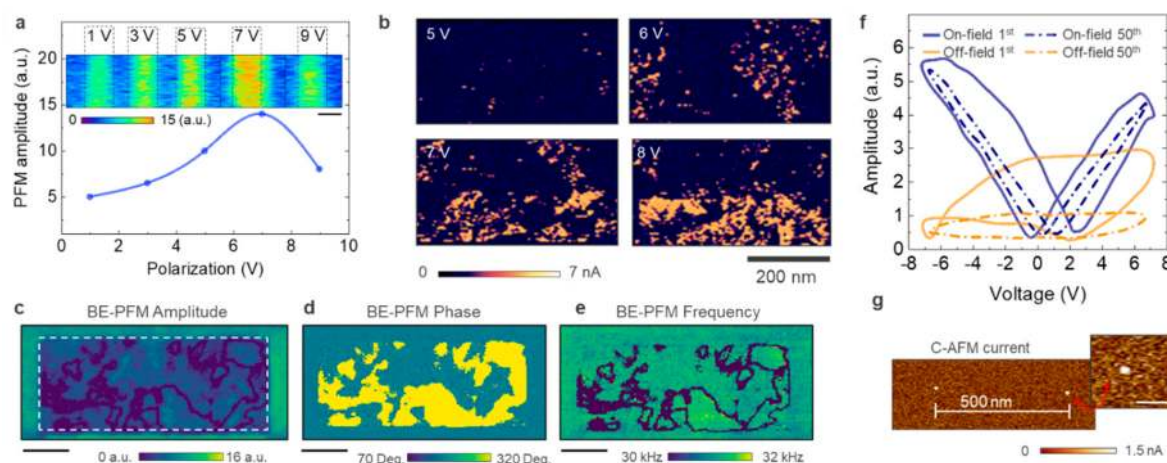 a
1 V 3 V 5 V 7 V 9 V
20
15
10
5
0 15 (a.u.)
PFM amplitude (a.u.)
0 2 4 6 8 10
Polarization (V)
b
5 V
6 V
7 V
8 V
0 7 nA
200 nm
c
BE-PFM Amplitude
0 a.u. 16 a.u.
d
BE-PFM Phase
70 Deg. 320 Deg.
e
BE-PFM Frequency
30 kHz 32 kHz
f
On-field 1st On-field 50th
Off-field 1st Off-field 50th
6
5
4
3
2
1
0
Amplitude (a.u.)
-8 -6 -4 -2 0 2 4 6 8
Voltage (V)
g
C-AFM current
500 nm
0 1.5 nA